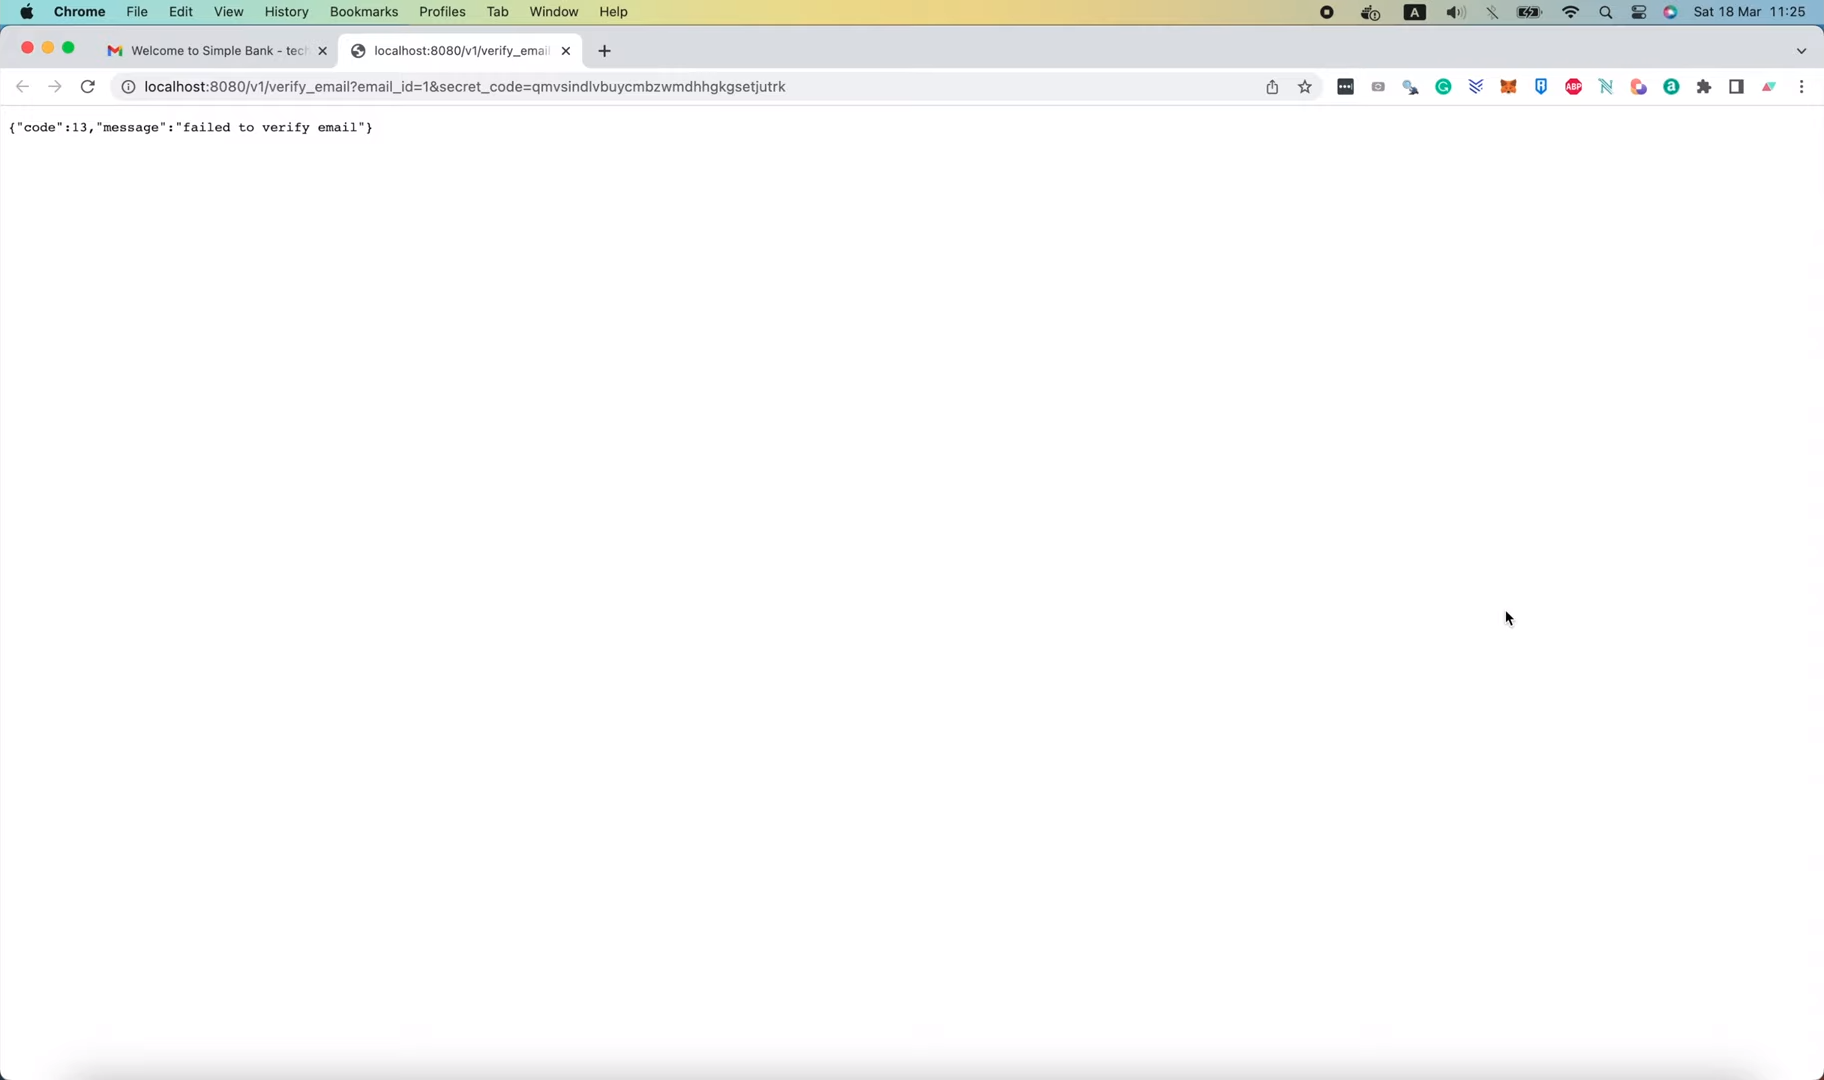 Chrome File Edit View History Bookmarks Profiles Tab Window Help A Sat 18 Mar 11:25
Welcome to Simple Bank - tech localhost:8080/v1/verify_email
localhost:8080/v1/verify_email?email_id=1&secret_code=qmvsindlvbuycmbzwmdhhgkgsetjutrk ABP a
{"code":13,"message":"failed to verify email"}